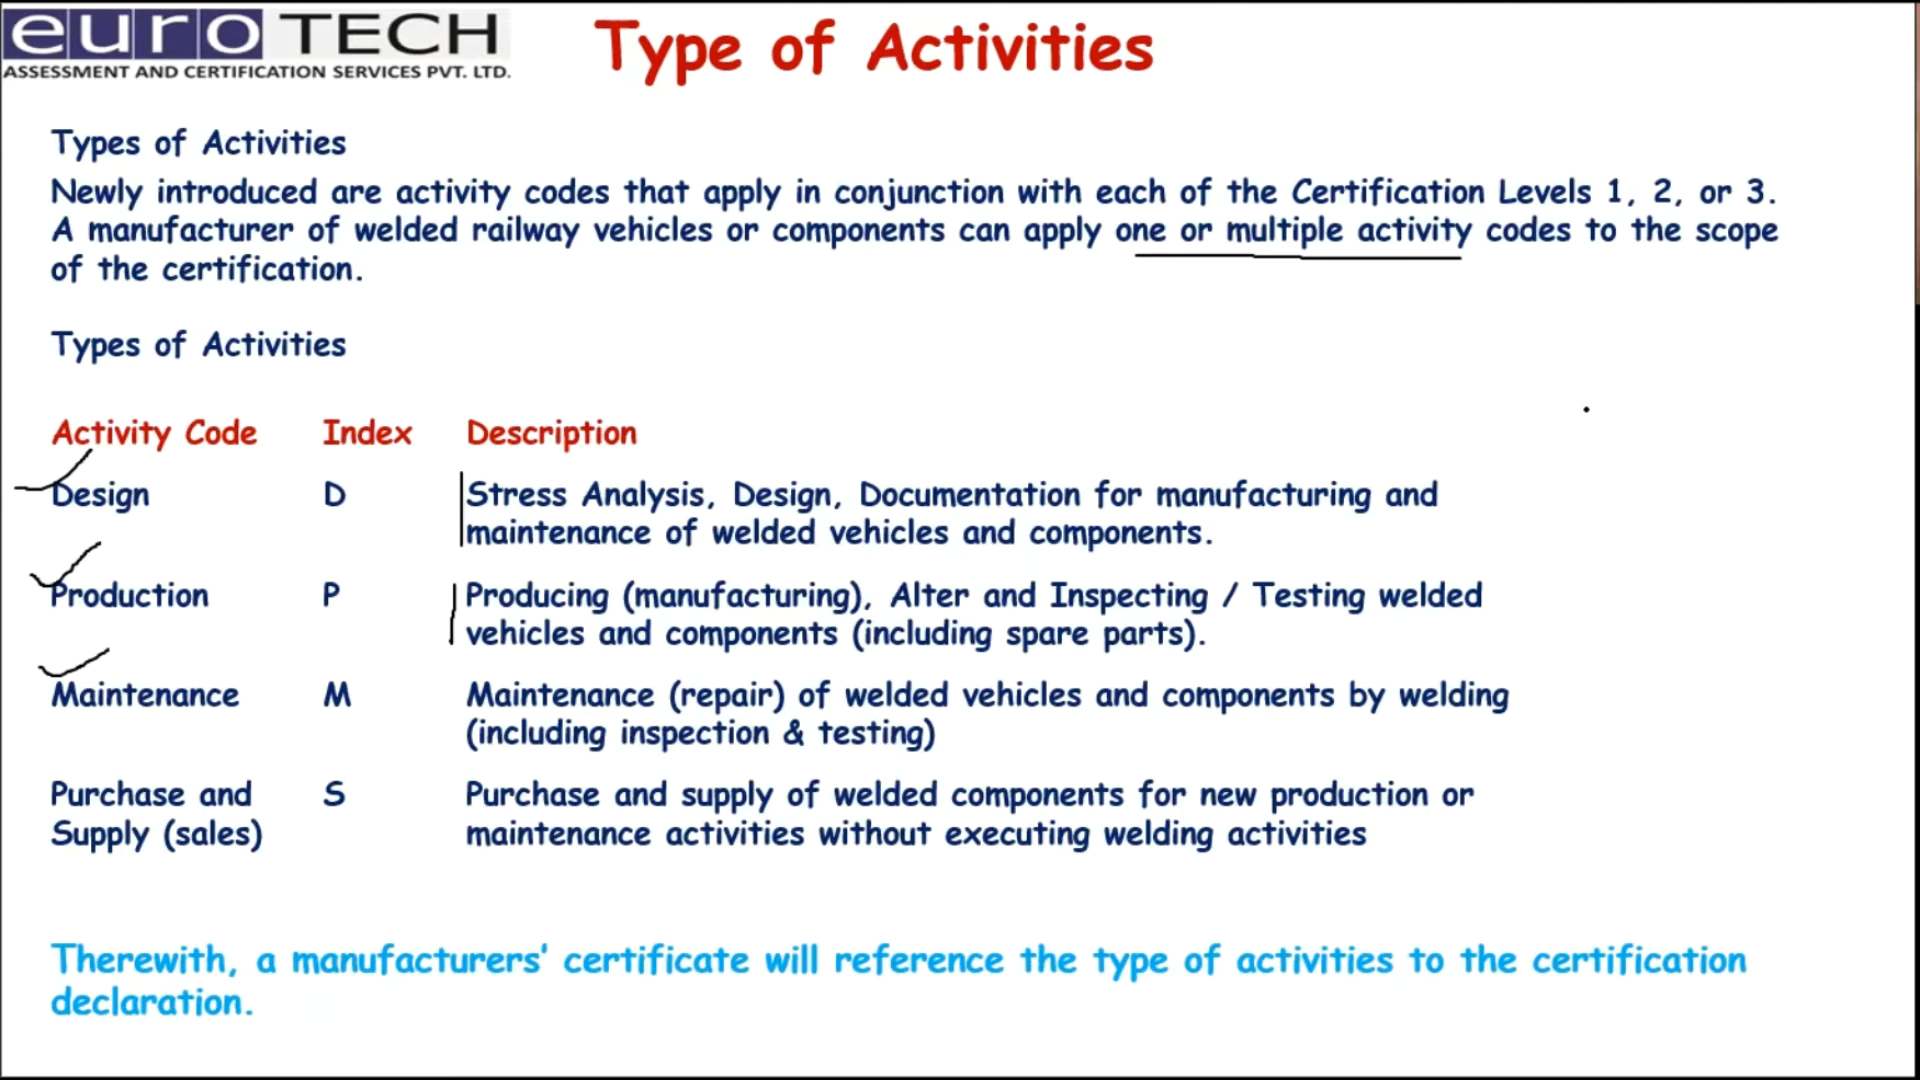 euro TECH
ASSESSMENT AND CERTIFICATION SERVICES PVT. LTD.
Type of Activities
Types of Activities
Newly introduced are activity codes that apply in conjunction with each of the Certification Levels 1, 2, or 3.
A manufacturer of welded railway vehicles or components can apply one or multiple activity codes to the scope
of the certification.
Types of Activities
Activity Code Index Description
Design D Stress Analysis, Design, Documentation for manufacturing and
maintenance of welded vehicles and components.
Production P Producing (manufacturing), Alter and Inspecting / Testing welded
vehicles and components (including spare parts).
Maintenance M Maintenance (repair) of welded vehicles and components by welding
(including inspection & testing)
Purchase and S Purchase and supply of welded components for new production or
Supply (sales) maintenance activities without executing welding activities
Therewith, a manufacturers' certificate will reference the type of activities to the certification
declaration.